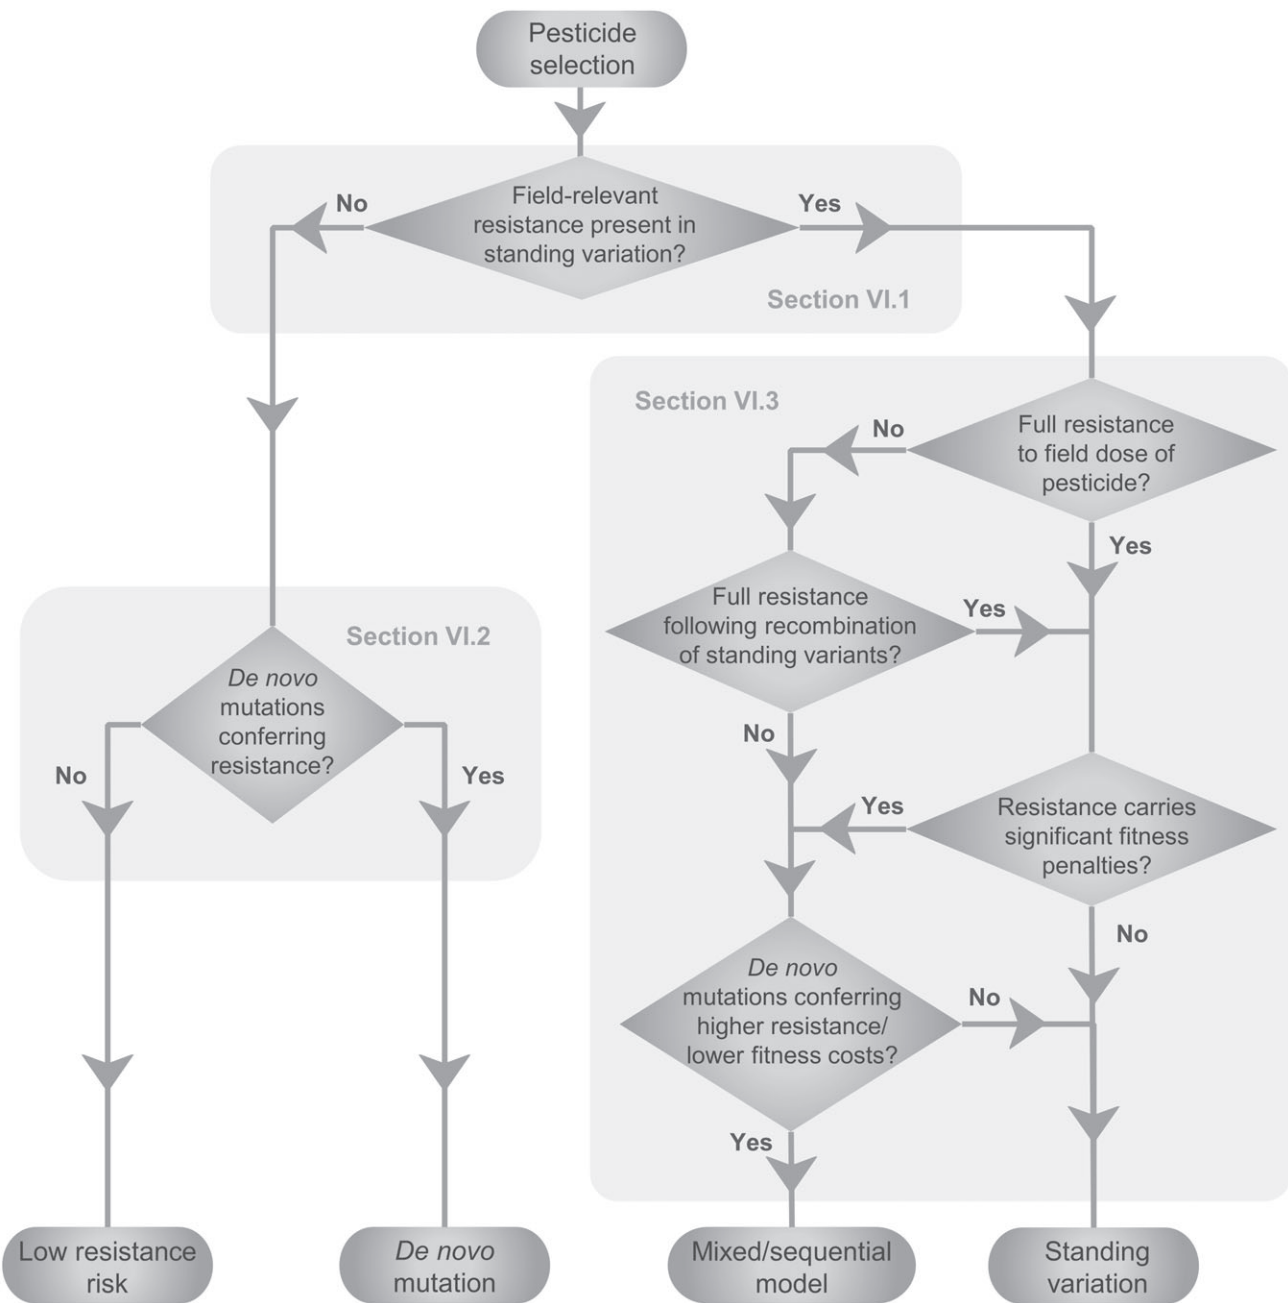 Pesticide
selection
No
Field-relevant
resistance present in
standing variation?
Yes
Section VI.1
Section VI.3
No
Full resistance
to field dose of
pesticide?
Yes
Full resistance
following recombination
of standing variants?
Yes
Section VI.2
De novo
mutations
conferring
resistance?
No
Yes
No
Yes
Resistance carries
significant fitness
penalties?
No
De novo
mutations conferring
higher resistance/
lower fitness costs?
No
Yes
Low resistance
risk
De novo
mutation
Mixed/sequential
model
Standing
variation